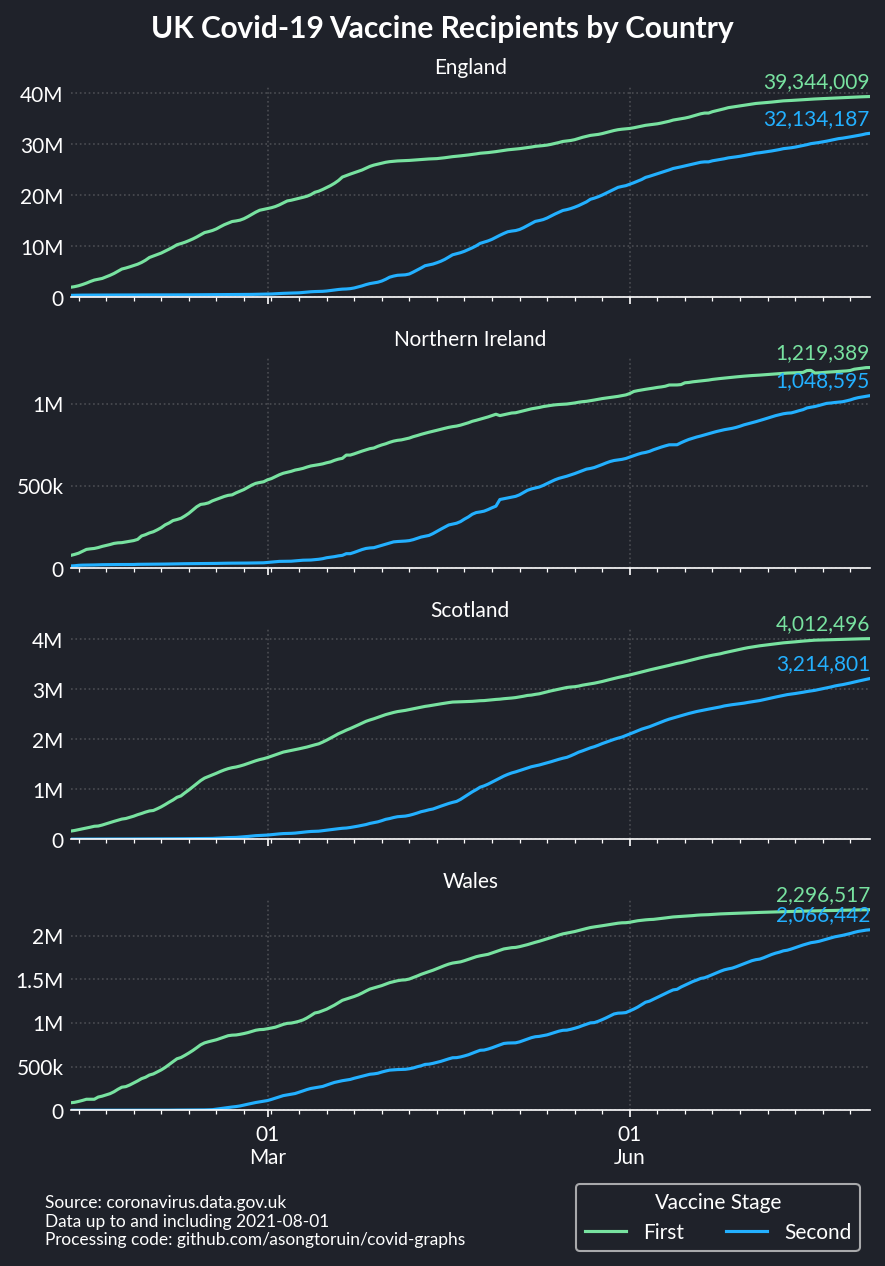 UK Covid-19 Vaccine Recipients by Country
England
39,344,009
32,134,187
40M
30M
20M
10M
0
Northern Ireland
1,219,389
1,048,595
1M
500k
0
Scotland
4,012,496
3,214,801
4M
3M
2M
1M
0
Wales
2,296,517
2,066,442
2M
1.5M
1M
500k
0
01
Mar
01
Jun
Source: coronavirus.data.gov.uk
Data up to and including 2021-08-01
Processing code: github.com/asongtoruin/covid-graphs
Vaccine Stage
First
Second